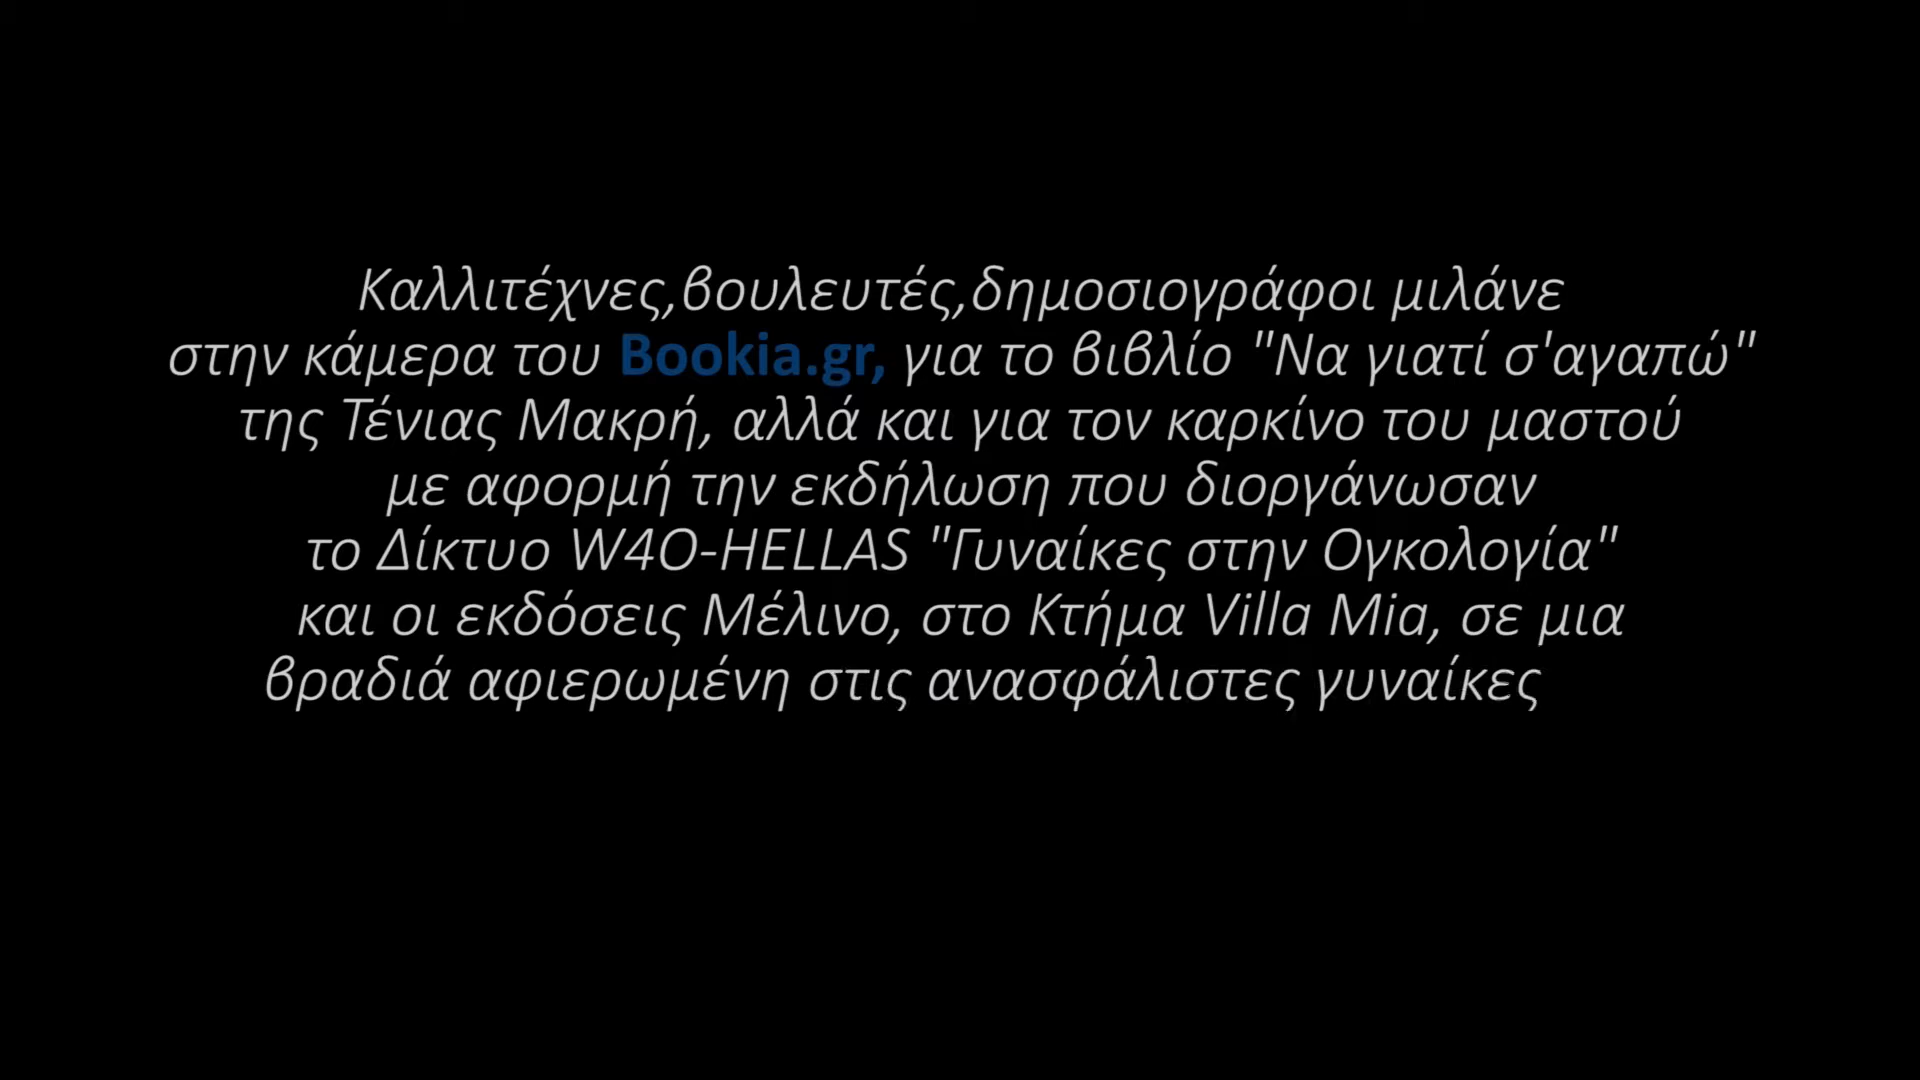 Καλλιτέχνες,βουλευτές,δημοσιογράφοι μιλάνε
στην κάμερα του Bookia.gr, για το βιβλίο "Να γιατί σ'αγαπώ"
της Τένιας Μακρή, αλλά και για τον καρκίνο του μαστού
με αφορμή την εκδήλωση που διοργάνωσαν
το Δίκτυο W4O-HELLAS "Γυναίκες στην Ογκολογία"
και οι εκδόσεις Μέλινο, στο Κτήμα Villa Mia, σε μια
βραδιά αφιερωμένη στις ανασφάλιστες γυναίκες